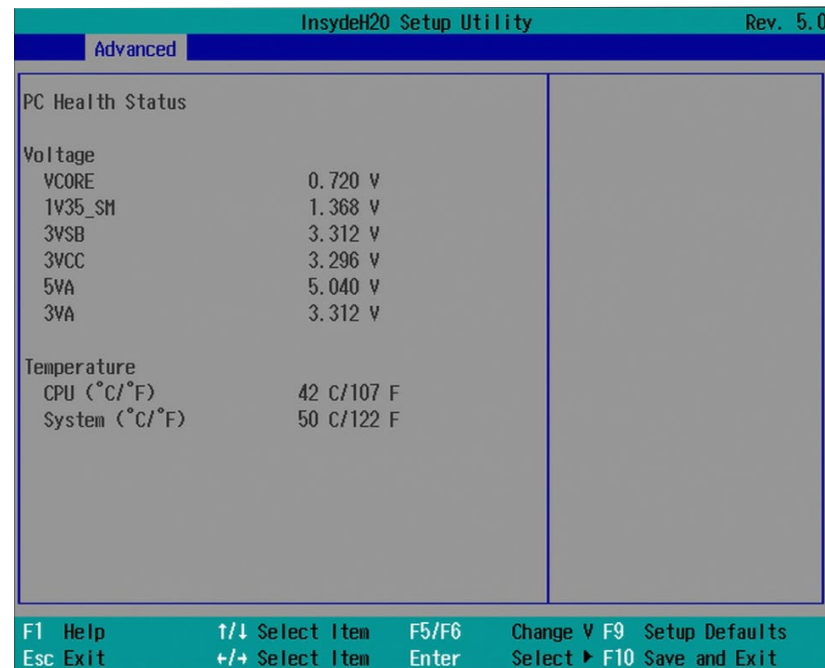 InsydeH20 Setup Utility Rev. 5.0
Advanced
PC Health Status
Voltage
VCORE 0.720 V
1V35_SM 1.368 V
3VSB 3.312 V
3VCC 3.296 V
5VA 5.040 V
3VA 3.312 V
Temperature
CPU (°C/°F) 42 C/107 F
System (°C/°F) 50 C/122 F
F1 Help ↑/↓ Select Item F5/F6 Change V F9 Setup Defaults
Esc Exit ←/→ Select Item Enter Select ▶ F10 Save and Exit